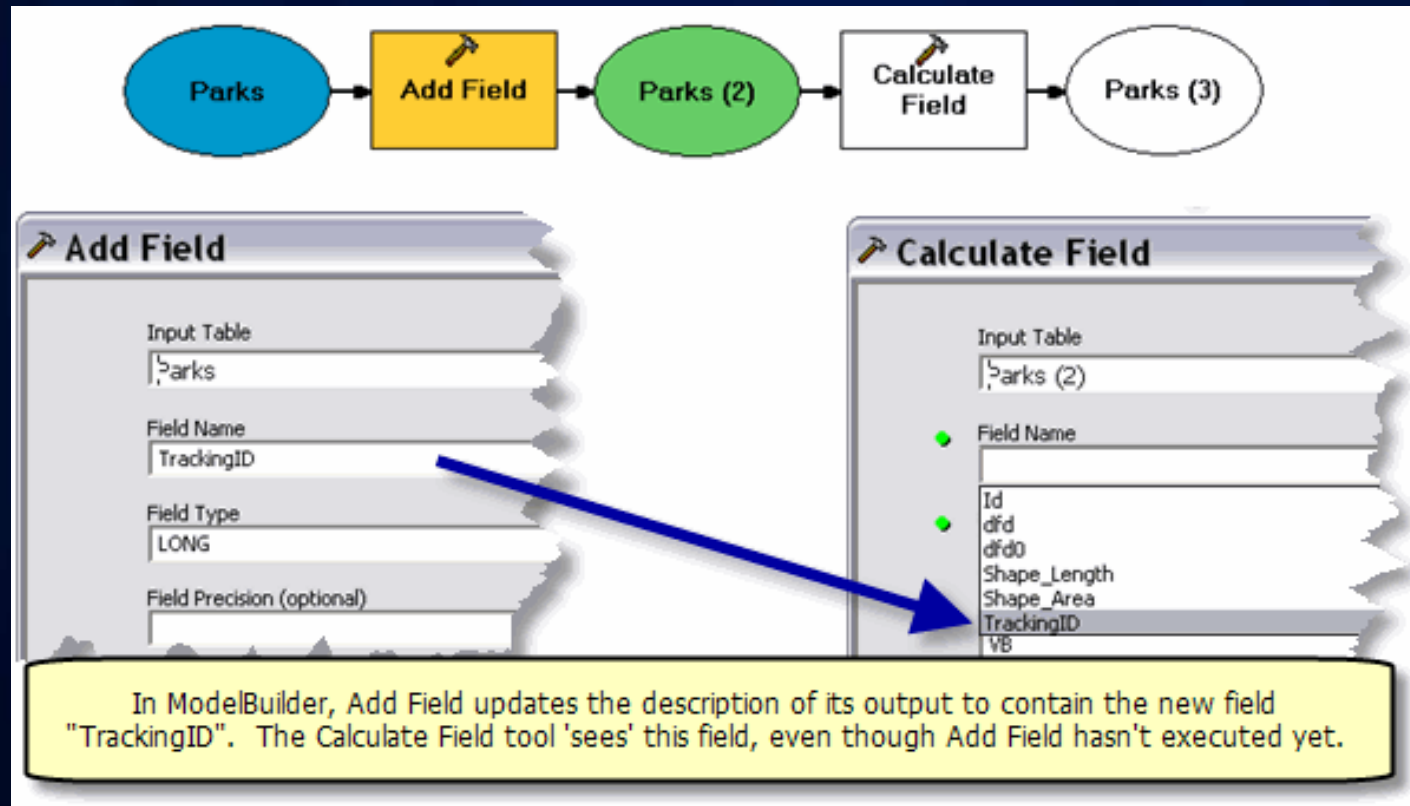 Parks
Add Field
Parks (2)
Calculate
Field
Parks (3)
Add Field
Input Table
Parks
Field Name
TrackingID
Field Type
LONG
Field Precision (optional)
Calculate Field
Input Table
Parks (2)
Field Name
Id
dfd
dfd0
Shape_Length
Shape_Area
TrackingID
VB
In ModelBuilder, Add Field updates the description of its output to contain the new field
"TrackingID".  The Calculate Field tool 'sees' this field, even though Add Field hasn't executed yet.